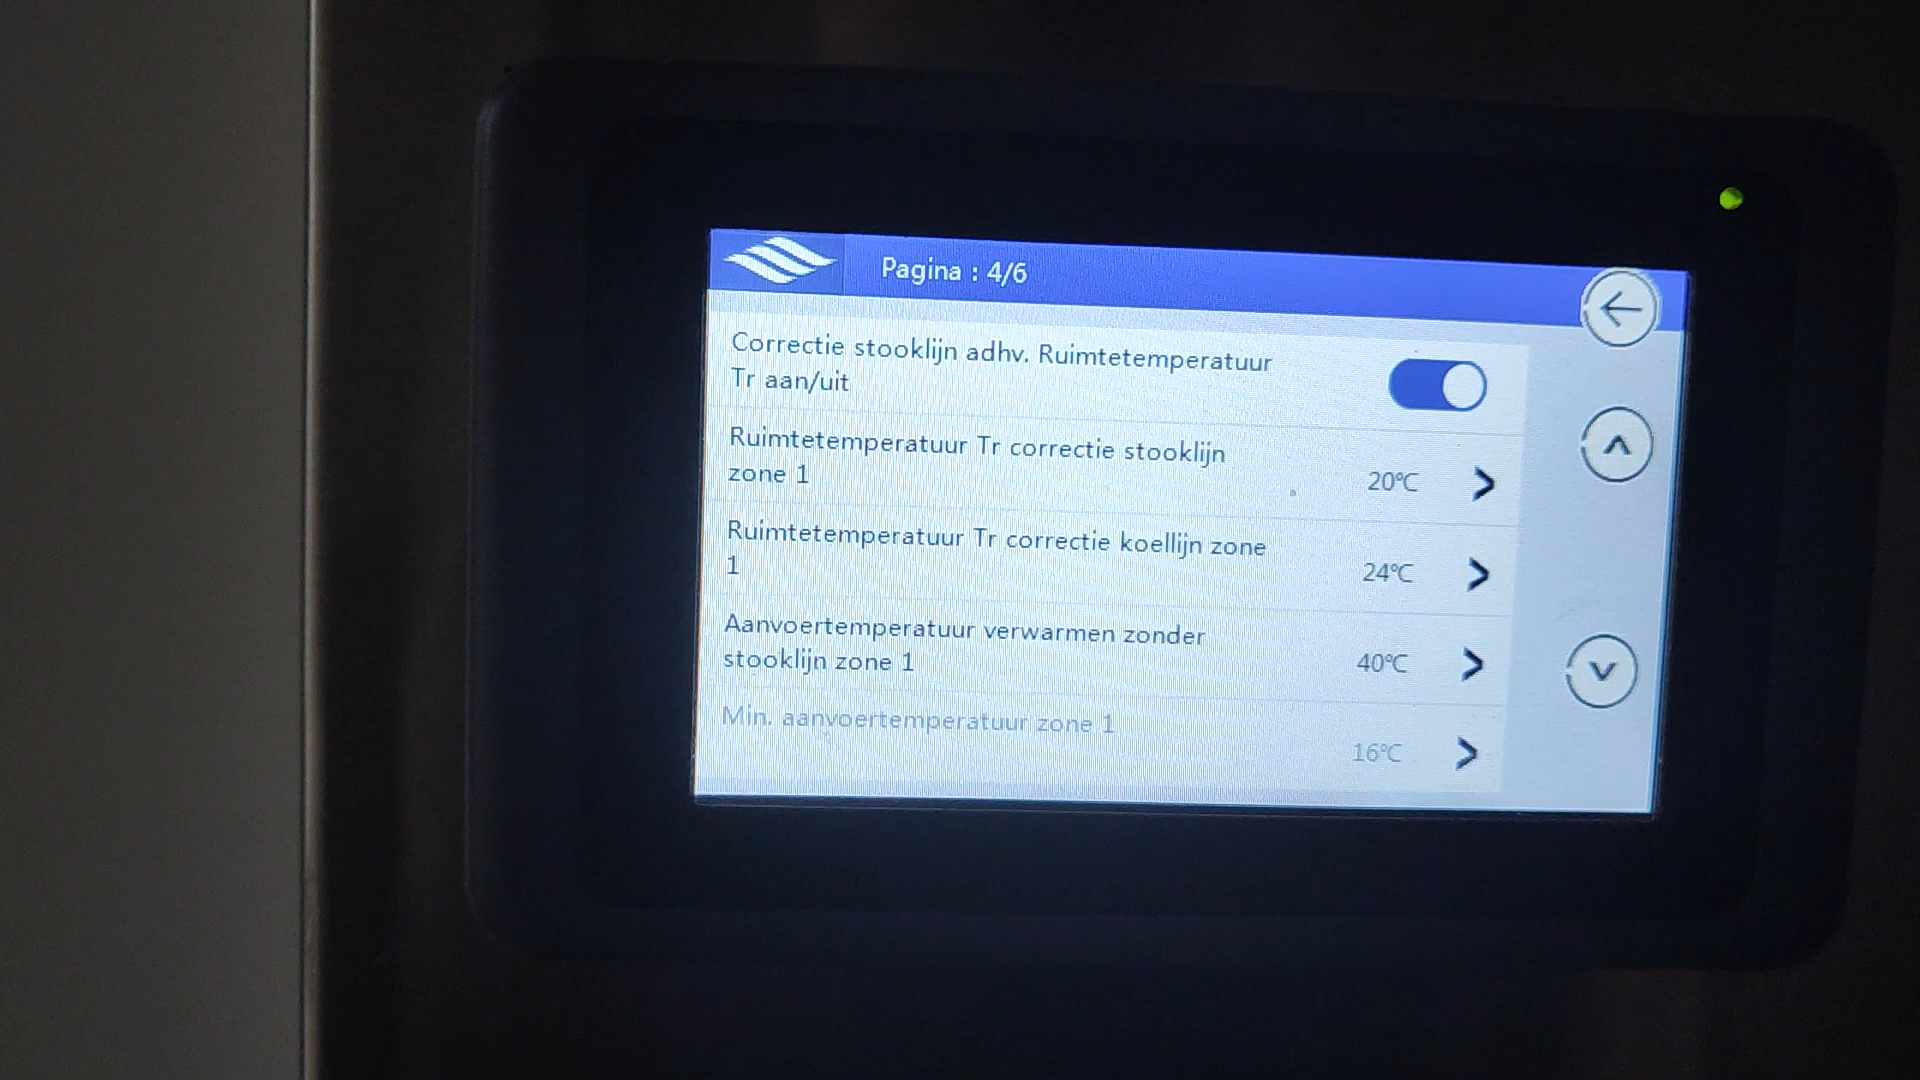 Pagina : 4/6
Correctie stooklijn adhv. Ruimtetemperatuur
Tr aan/uit
Ruimtetemperatuur Tr correctie stooklijn
zone 1
20°C
Ruimtetemperatuur Tr correctie koellijn zone
1
24°C
Aanvoertemperatuur verwarmen zonder
stooklijn zone 1
40°C
Min. aanvoertemperatuur zone 1
16°C